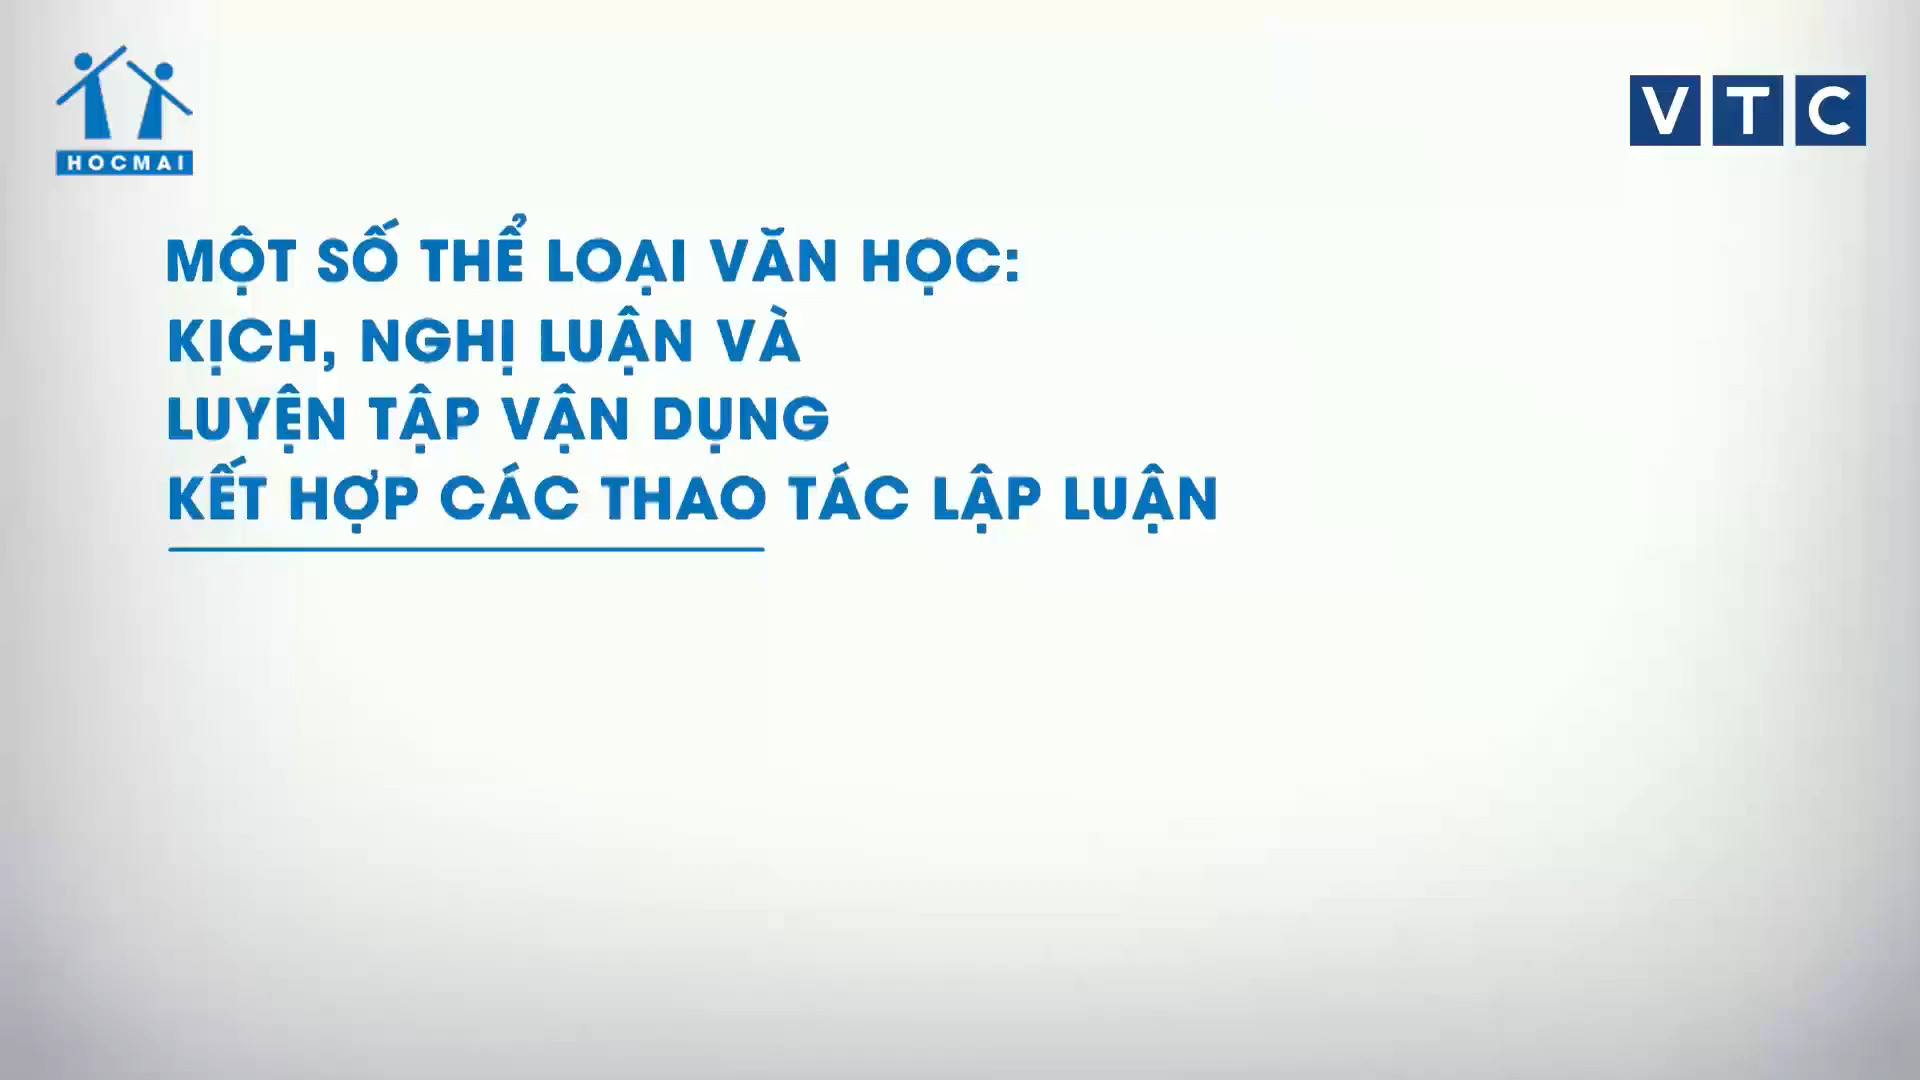 HOCMAI
VTC
MỘT SỐ THỂ LOẠI VĂN HỌC:
KỊCH, NGHỊ LUẬN VÀ
LUYỆN TẬP VẬN DỤNG
KẾT HỢP CÁC THAO TÁC LẬP LUẬN